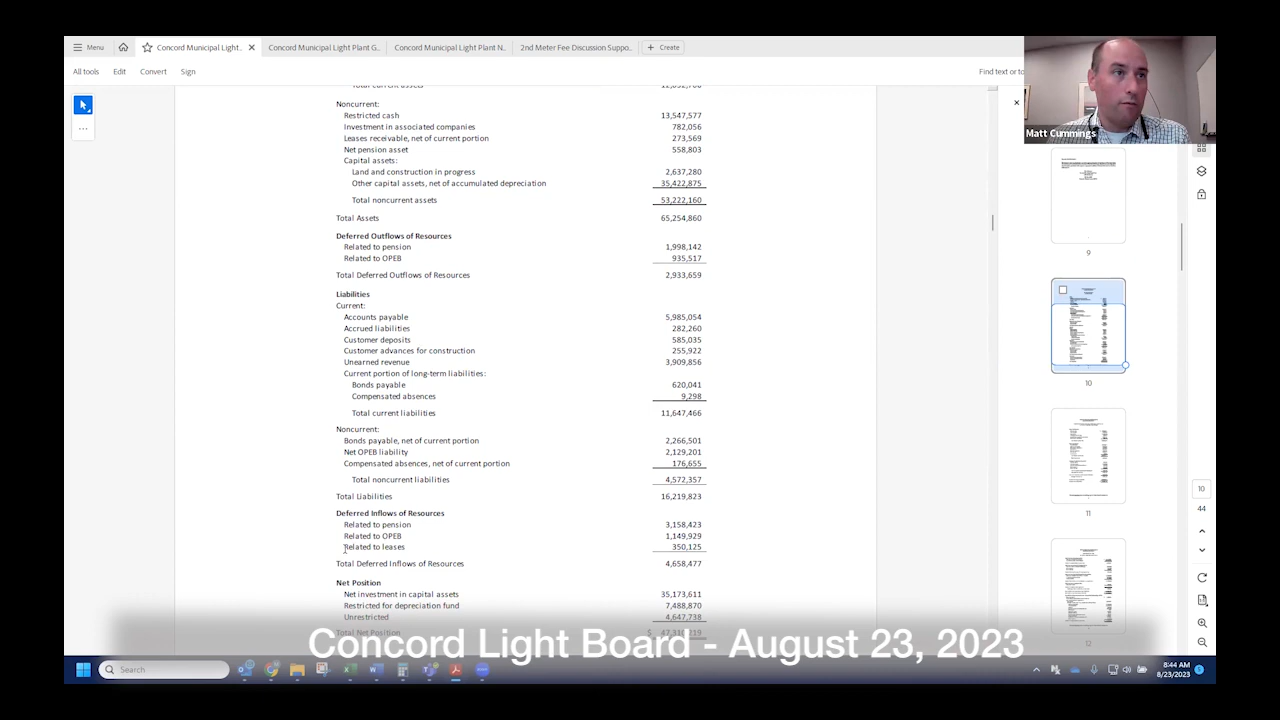 Menu
Concord Municipal Light..
Concord Municipal Light Plant G..
Concord Municipal Light Plant N..
2nd Meter Fee Discussion Suppo..
+ Create
All tools Edit Convert Sign
Find text or to
Matt Cummings
Total current assets
Noncurrent:
Restricted cash 13,547,577
Investment in associated companies 782,056
Leases receivable, net of current portion 273,569
Net pension asset 558,803
Capital assets:
Land and construction in progress 2,637,280
Other capital assets, net of accumulated depreciation 35,422,875
Total noncurrent assets 53,222,160
Total Assets 65,254,860
Deferred Outflows of Resources
Related to pension 1,998,142
Related to OPEB 935,517
Total Deferred Outflows of Resources 2,933,659
Liabilities
Current:
Accounts payable 5,985,054
Accrued liabilities 282,260
Customer deposits 585,035
Customer advances for construction 255,922
Unearned revenue 3,909,856
Current portion of long-term liabilities:
Bonds payable 620,041
Compensated absences 9,298
Total current liabilities 11,647,466
Noncurrent:
Bonds payable, net of current portion 2,266,501
Net OPEB liability 2,129,201
Compensated absences, net of current portion 176,655
Total noncurrent liabilities 4,572,357
Total Liabilities 16,219,823
Deferred Inflows of Resources
Related to pension 3,158,423
Related to OPEB 1,149,929
Related to leases 350,125
Total Deferred Inflows of Resources 4,658,477
Net Position
Net investment in capital assets 35,173,611
Restricted for depreciation fund 7,488,870
Unrestricted 4,647,738
Total Net Position
9
10
11
12
10
44
Concord Light Board - August 23, 2023
Search
8:44 AM
8/23/2023